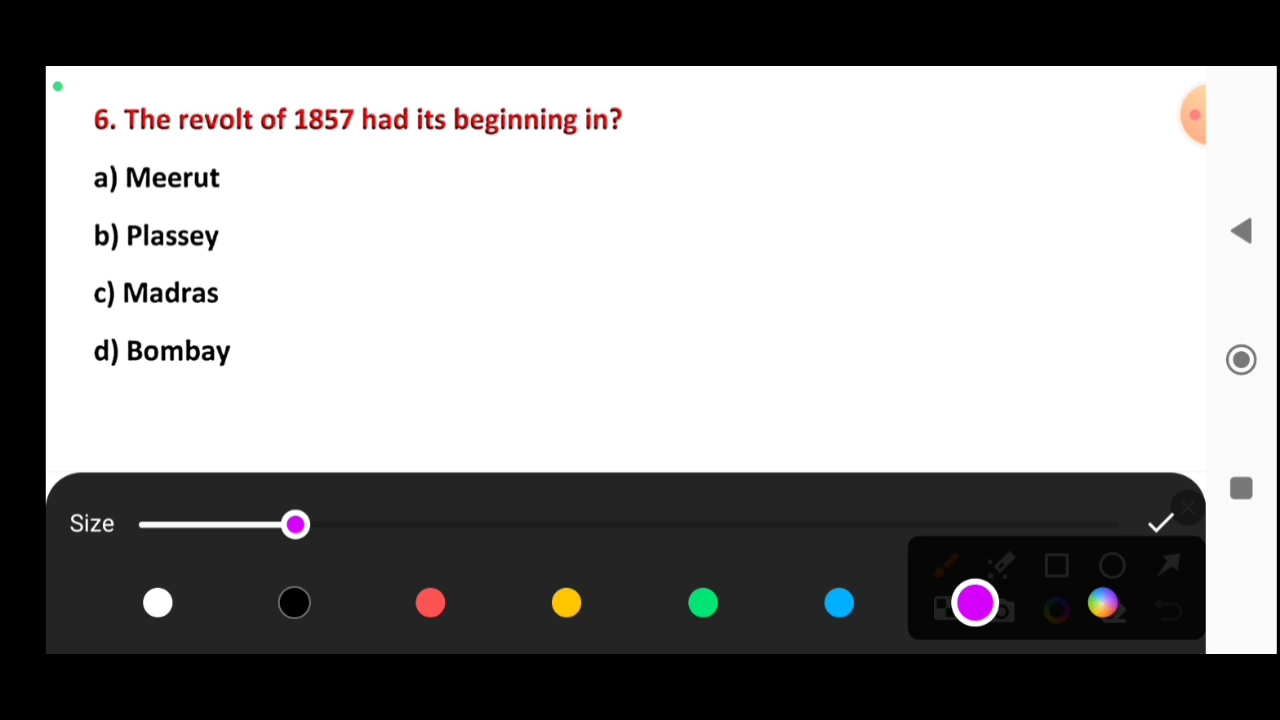 6. The revolt of 1857 had its beginning in?
a) Meerut
b) Plassey
c) Madras
d) Bombay
Size